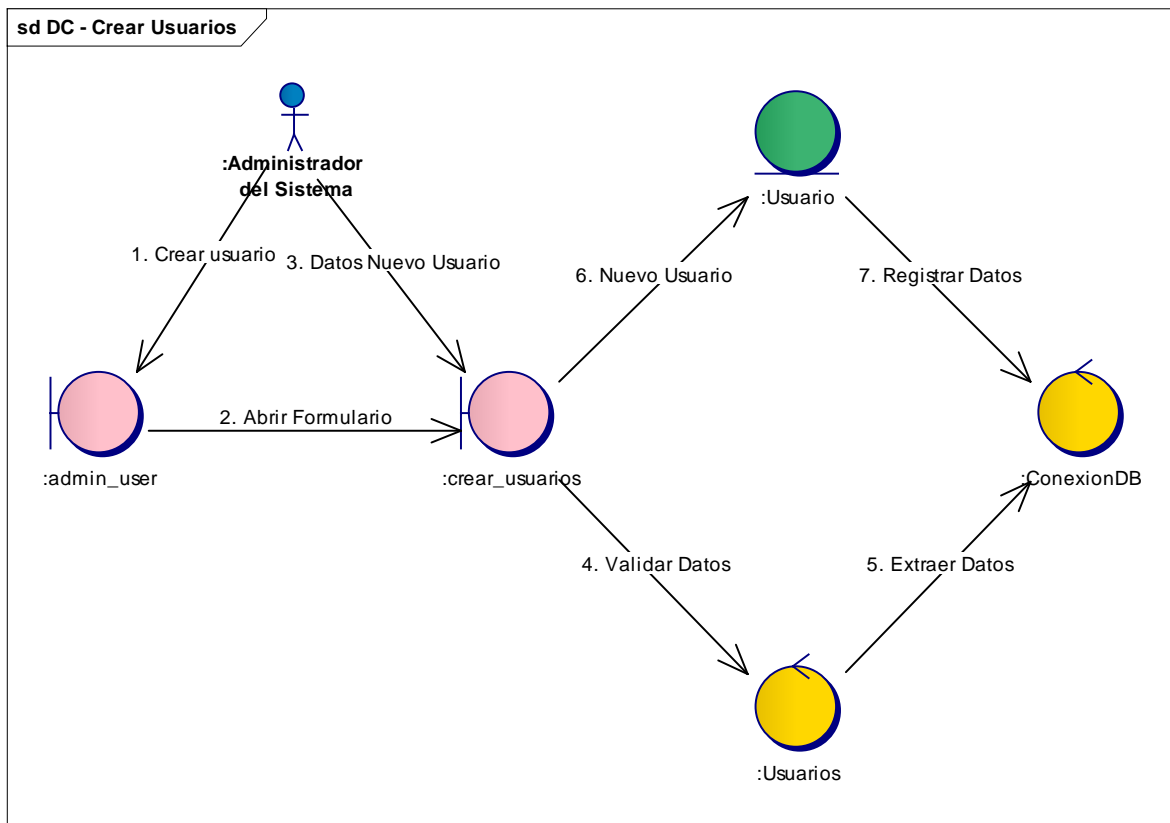 sd DC - Crear Usuarios
:Administrador
del Sistema
:Usuario
1. Crear usuario
3. Datos Nuevo Usuario
6. Nuevo Usuario
7. Registrar Datos
2. Abrir Formulario
:admin_user
:crear_usuarios
:ConexionDB
4. Validar Datos
5. Extraer Datos
:Usuarios